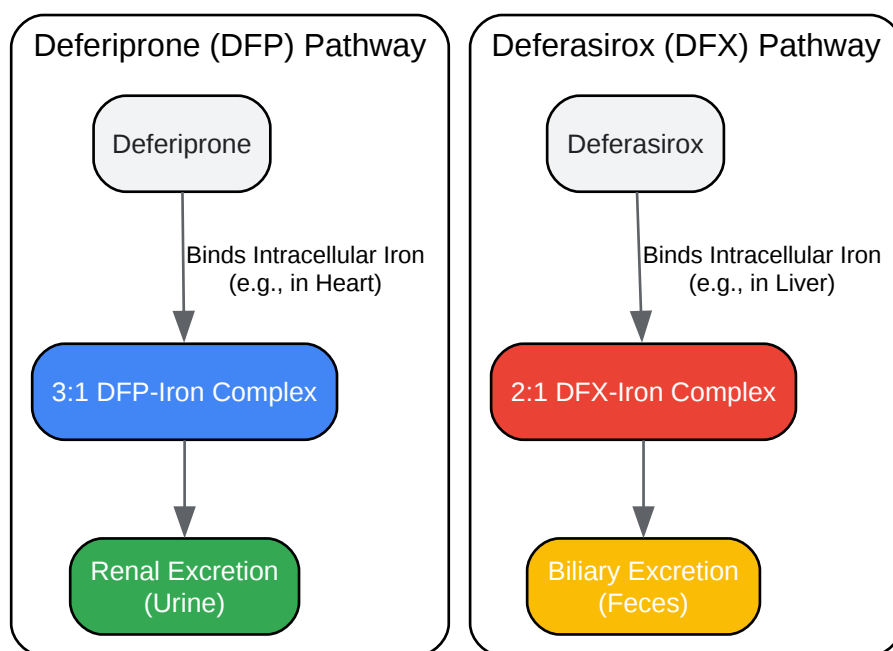 Deferiprone (DFP) Pathway
Deferiprone
Binds Intracellular Iron
(e.g., in Heart)
3:1 DFP-Iron Complex
Renal Excretion
(Urine)
Deferasirox (DFX) Pathway
Deferasirox
Binds Intracellular Iron
(e.g., in Liver)
2:1 DFX-Iron Complex
Biliary Excretion
(Feces)